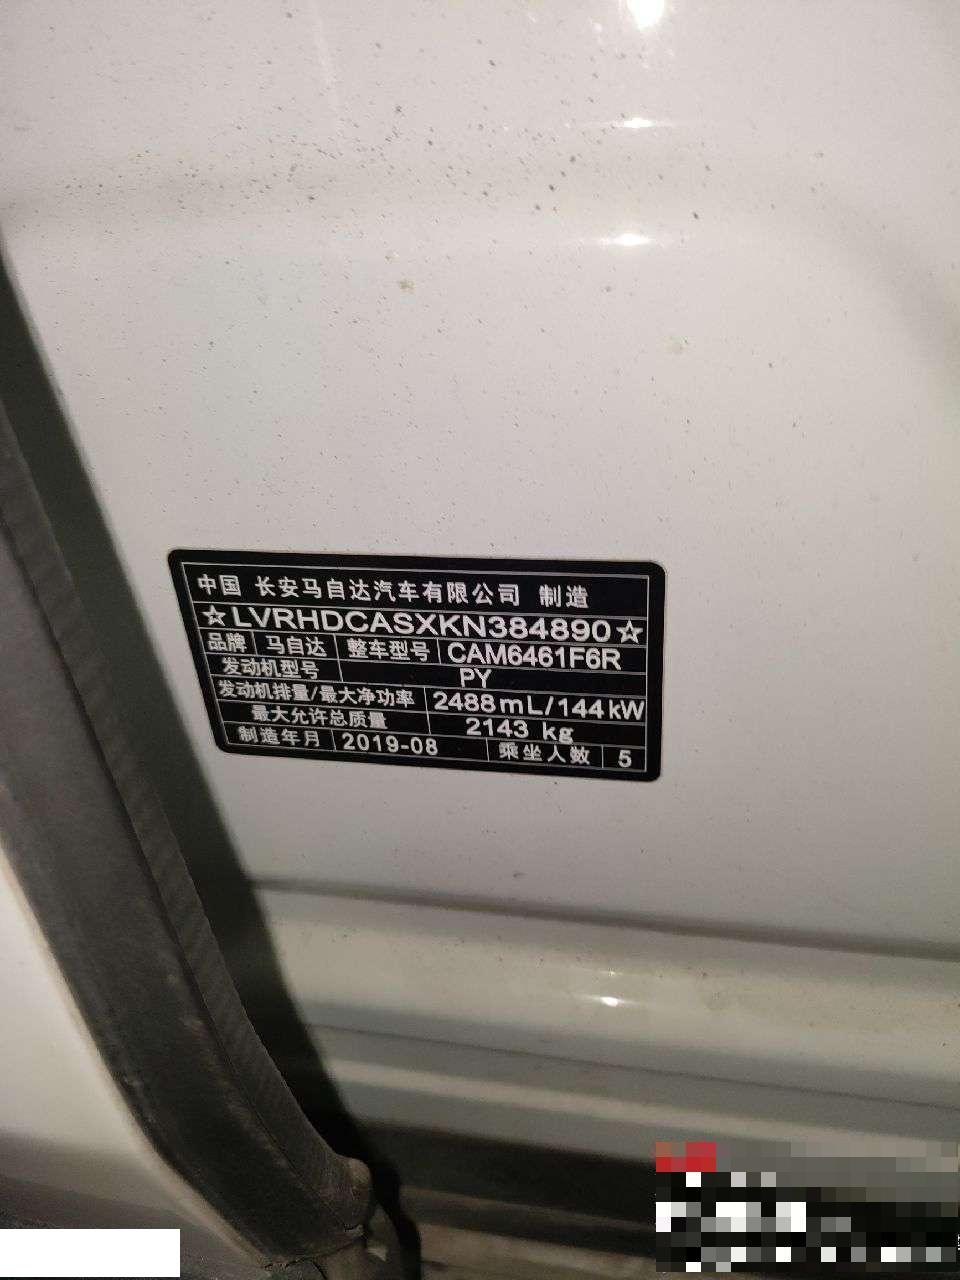 中国 长安马自达汽车有限公司 制造
☆LVRHDCASXKN384890☆
品牌 马自达 整车型号 CAM6461F6R
发动机型号 PY
发动机排量/最大净功率 2488mL/144kW
最大允许总质量 2143 kg
制造年月 2019-08 乘坐人数 5